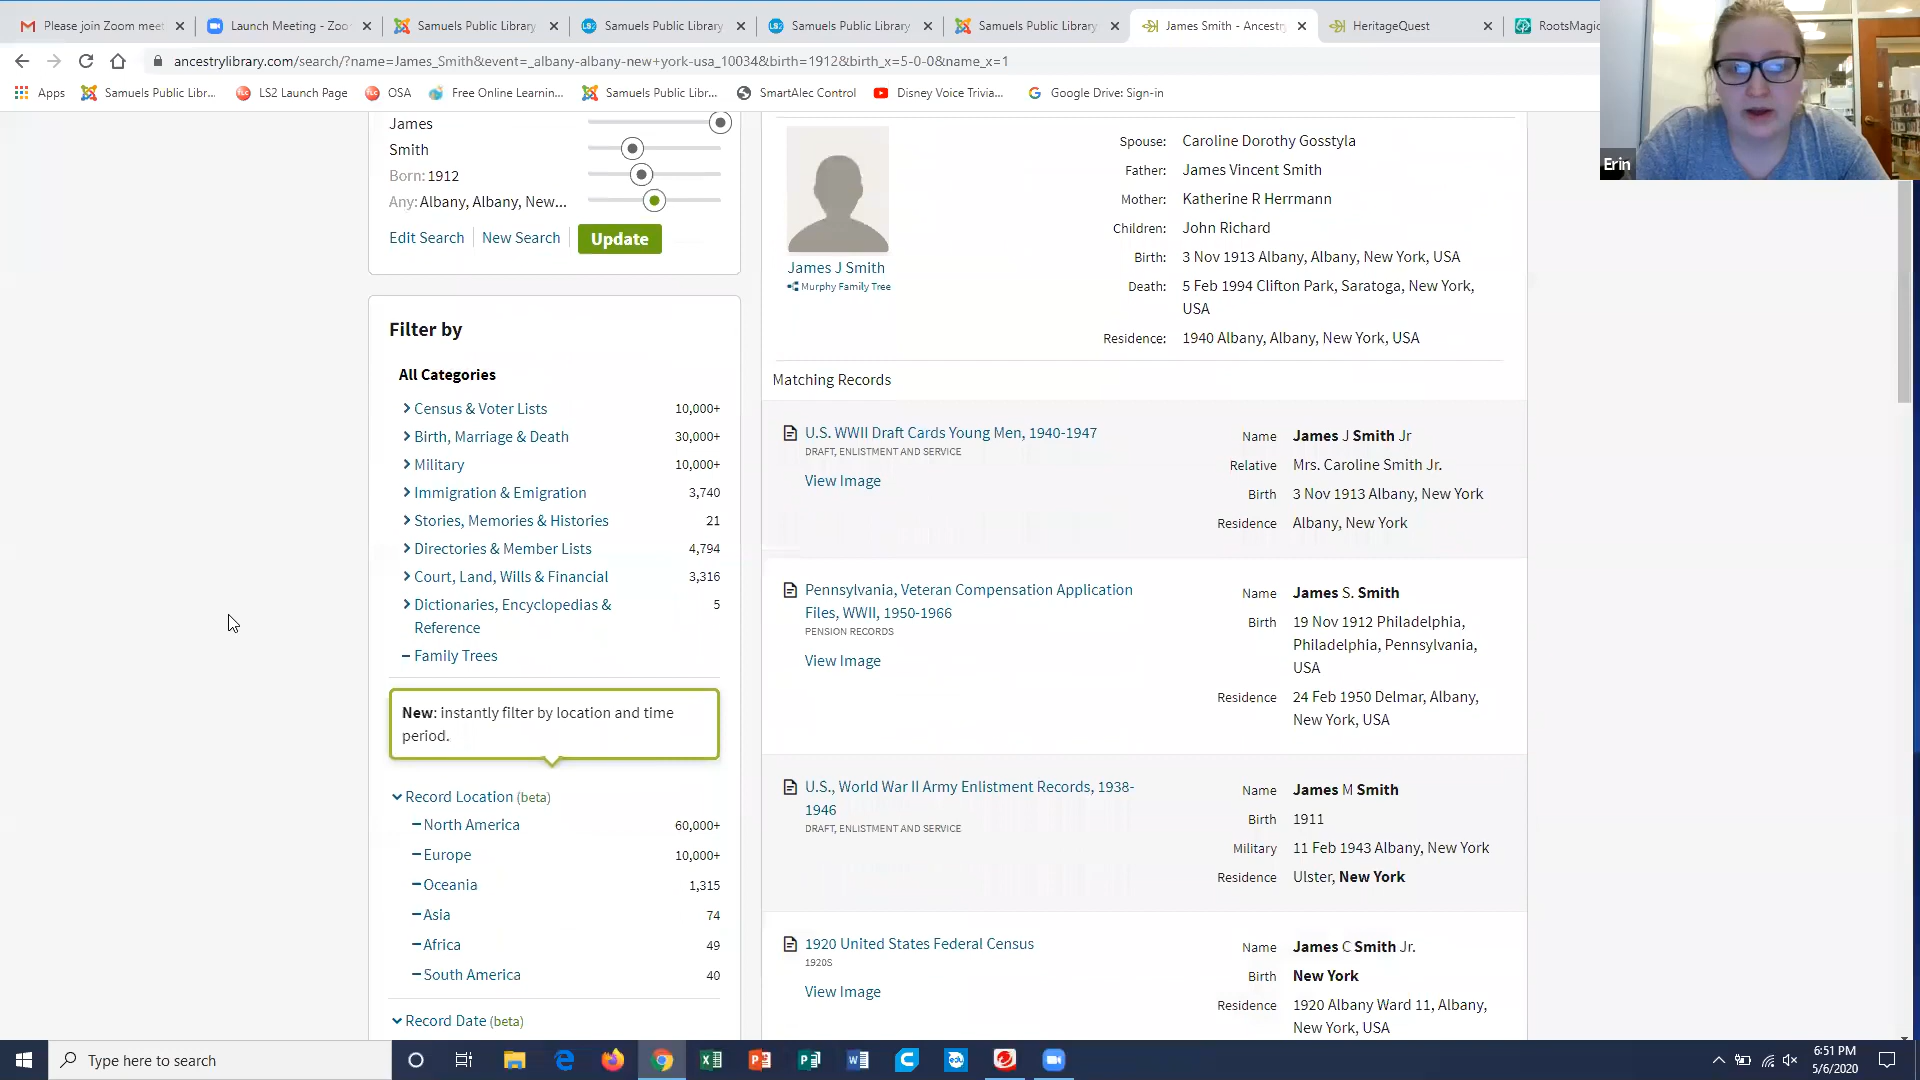 Please join Zoom meet
Launch Meeting - Zoo
Samuels Public Library
Samuels Public Library
Samuels Public Library
Samuels Public Library
James Smith - Ancestry
HeritageQuest
RootsMagic
ancestrylibrary.com/search/?name=James_Smith&event=_albany-albany-new+york-usa_10034&birth=1912&birth_x=5-0-0&name_x=1
Apps
Samuels Public Libr...
LS2 Launch Page
OSA
Free Online Learnin...
Samuels Public Libr...
SmartAlec Control
Disney Voice Trivia...
Google Drive: Sign-in
Erin
James
Smith
Born: 1912
Any: Albany, Albany, New...
Edit Search
New Search
Update
Filter by
All Categories
Census & Voter Lists 10,000+
Birth, Marriage & Death 30,000+
Military 10,000+
Immigration & Emigration 3,740
Stories, Memories & Histories 21
Directories & Member Lists 4,794
Court, Land, Wills & Financial 3,316
Dictionaries, Encyclopedias & 5
Reference
Family Trees
New: instantly filter by location and time
period.
Record Location (beta)
North America 60,000+
Europe 10,000+
Oceania 1,315
Asia 74
Africa 49
South America 40
Record Date (beta)
James J Smith
Murphy Family Tree
Spouse: Caroline Dorothy Gosstyla
Father: James Vincent Smith
Mother: Katherine R Herrmann
Children: John Richard
Birth: 3 Nov 1913 Albany, Albany, New York, USA
Death: 5 Feb 1994 Clifton Park, Saratoga, New York,
USA
Residence: 1940 Albany, Albany, New York, USA
Matching Records
U.S. WWII Draft Cards Young Men, 1940-1947
DRAFT, ENLISTMENT AND SERVICE
View Image
Name James J Smith Jr
Relative Mrs. Caroline Smith Jr.
Birth 3 Nov 1913 Albany, New York
Residence Albany, New York
Pennsylvania, Veteran Compensation Application
Files, WWII, 1950-1966
PENSION RECORDS
View Image
Name James S. Smith
Birth 19 Nov 1912 Philadelphia,
Philadelphia, Pennsylvania,
USA
Residence 24 Feb 1950 Delmar, Albany,
New York, USA
U.S., World War II Army Enlistment Records, 1938-
1946
DRAFT, ENLISTMENT AND SERVICE
Name James M Smith
Birth 1911
Military 11 Feb 1943 Albany, New York
Residence Ulster, New York
1920 United States Federal Census
1920S
View Image
Name James C Smith Jr.
Birth New York
Residence 1920 Albany Ward 11, Albany,
New York, USA
Type here to search
6:51 PM
5/6/2020